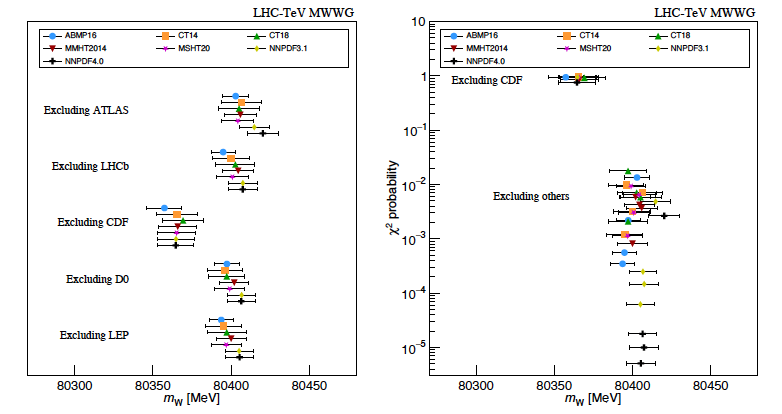 LHC-TeV MWWG
ABMP16 CT14 CT18
MMHT2014 MSHT20 NNPDF3.1
NNPDF4.0
Excluding ATLAS
Excluding LHCb
Excluding CDF
Excluding D0
Excluding LEP
80300 80350 80400 80450
m_W [MeV]
LHC-TeV MWWG
ABMP16 CT14 CT18
MMHT2014 MSHT20 NNPDF3.1
NNPDF4.0
10
1
10⁻¹
10⁻²
10⁻³
10⁻⁴
10⁻⁵
χ² probability
Excluding CDF
Excluding others
80300 80350 80400 80450
m_W [MeV]